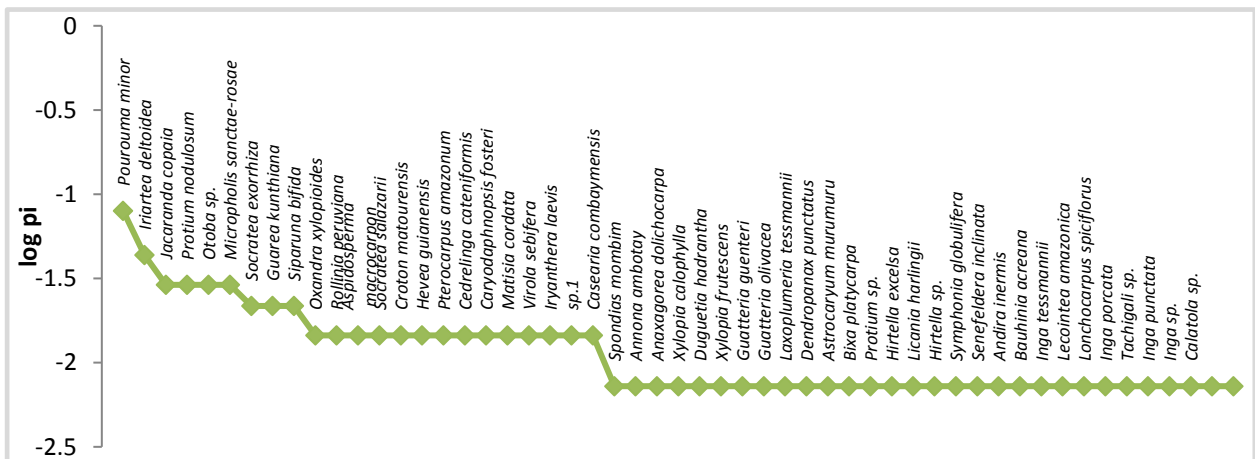 0
-0.5
-1
-1.5
-2
-2.5
log pi
Pourouma minor
Iriartea deltoidea
Jacaranda copaia
Protium nodulosum
Otoba sp.
Micropholis sanctae-rosae
Socratea exorrhiza
Guarea kunthiana
Siparuna bifida
Oxandra xylopioides
Rollinia peruviana
Aspidosperma
macrocarpon
Socratea salazarii
Croton matourensis
Hevea guianensis
Pterocarpus amazonum
Cedrelinga cateniformis
Caryodaphnopsis fosteri
Matisia cordata
Virola sebifera
Iryanthera laevis
sp.1
Casearia combaymensis
Spondias mombim
Annona ambotay
Anaxagorea dolichocarpa
Xylopia calophylla
Duguetia hadrantha
Xylopia frutescens
Guatteria guenteri
Guatteria olivacea
Laxoplumeria tessmannii
Dendropanax punctatus
Astrocaryum murumuru
Bixa platycarpa
Protium sp.
Hirtella excelsa
Licania harlingii
Hirtella sp.
Symphonia globulifera
Senefeldera inclinata
Andira inermis
Bauhinia acreana
Inga tessmannii
Lecointea amazonica
Lonchocarpus spiciflorus
Inga porcata
Tachigali sp.
Inga punctata
Inga sp.
Calatola sp.